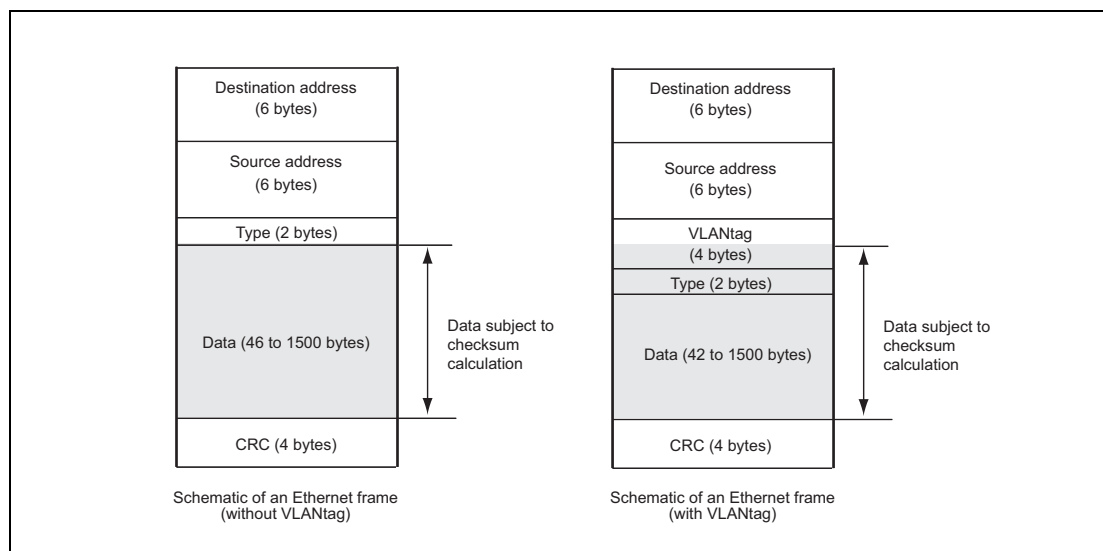 Destination address
(6 bytes)
Source address
(6 bytes)
Type (2 bytes)
Data (46 to 1500 bytes)
CRC (4 bytes)
Data subject to
checksum
calculation
Schematic of an Ethernet frame
(without VLANtag)
Destination address
(6 bytes)
Source address
(6 bytes)
VLANtag
(4 bytes)
Type (2 bytes)
Data (42 to 1500 bytes)
CRC (4 bytes)
Data subject to
checksum
calculation
Schematic of an Ethernet frame
(with VLANtag)